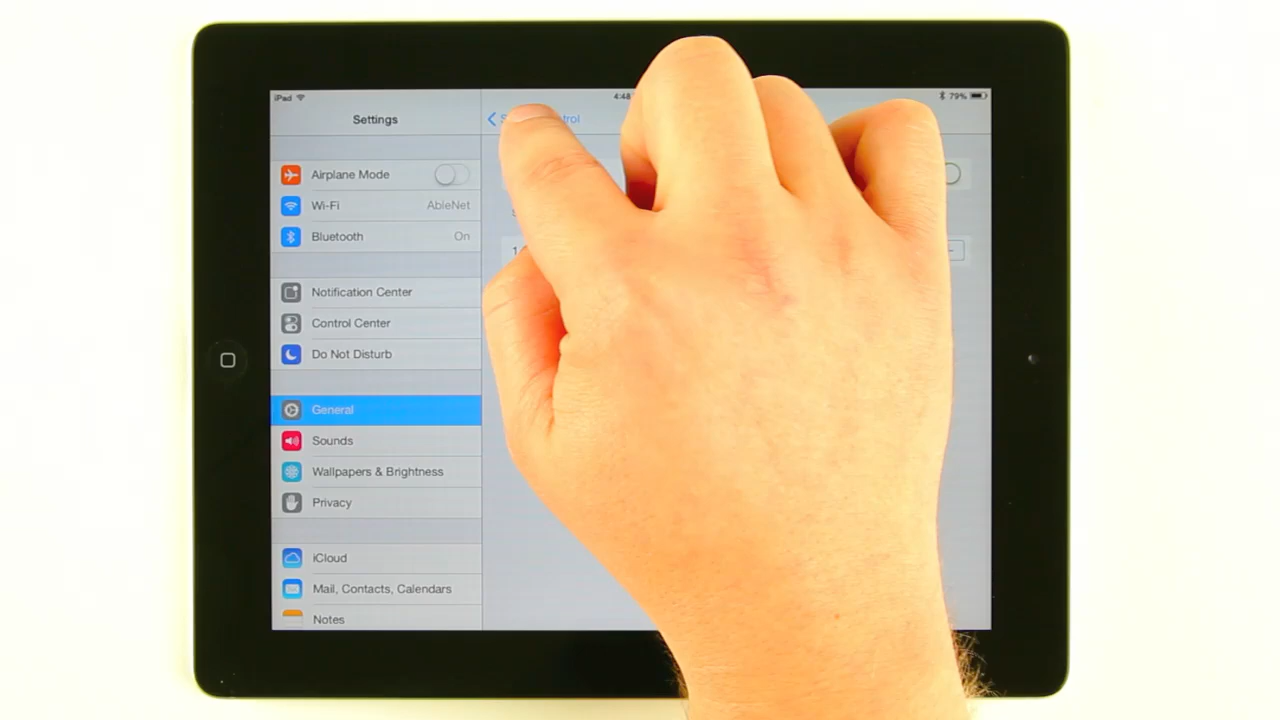 iPad 4:48 79%
Settings
Airplane Mode
Wi-Fi AbleNet
Bluetooth On
Notification Center
Control Center
Do Not Disturb
General
Sounds
Wallpapers & Brightness
Privacy
iCloud
Mail, Contacts, Calendars
Notes